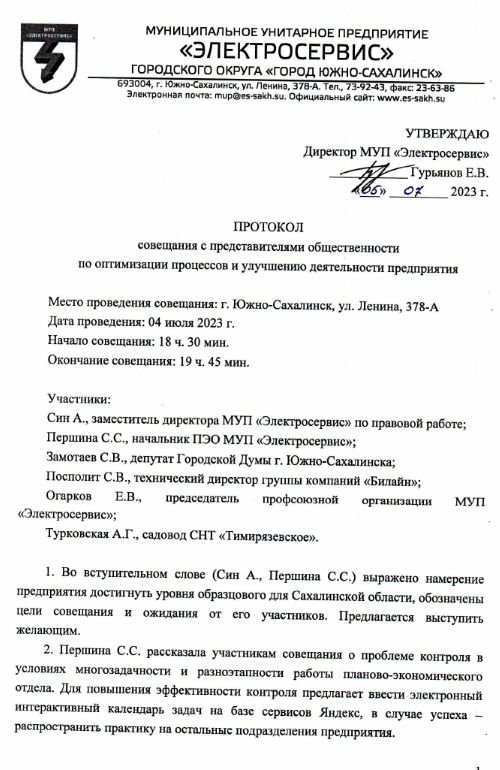 МУП
«ЭЛЕКТРОСЕРВИС»
МУНИЦИПАЛЬНОЕ УНИТАРНОЕ ПРЕДПРИЯТИЕ
«ЭЛЕКТРОСЕРВИС»
ГОРОДСКОГО ОКРУГА «ГОРОД ЮЖНО-САХАЛИНСК»
693004, г. Южно-Сахалинск, ул. Ленина, 378-А. Тел., 73-92-43, факс: 23-63-86
Электронная почта: mup@es-sakh.su. Официальный сайт: www.es-sakh.su
УТВЕРЖДАЮ
Директор МУП «Электросервис»
Гурьянов Е.В.
«05» 07 2023 г.
ПРОТОКОЛ
совещания с представителями общественности
по оптимизации процессов и улучшению деятельности предприятия
Место проведения совещания: г. Южно-Сахалинск, ул. Ленина, 378-А
Дата проведения: 04 июля 2023 г.
Начало совещания: 18 ч. 30 мин.
Окончание совещания: 19 ч. 45 мин.
Участники:
Син А., заместитель директора МУП «Электросервис» по правовой работе;
Першина С.С., начальник ПЭО МУП «Электросервис»;
Замотаев С.В., депутат Городской Думы г. Южно-Сахалинска;
Посполит С.В., технический директор группы компаний «Билайн»;
Огарков Е.В., председатель профсоюзной организации МУП
«Электросервис»;
Турковская А.Г., садовод СНТ «Тимирязевское».
1. Во вступительном слове (Син А., Першина С.С.) выражено намерение
предприятия достигнуть уровня образцового для Сахалинской области, обозначены
цели совещания и ожидания от его участников. Предлагается выступить
желающим.
2. Першина С.С. рассказала участникам совещания о проблеме контроля в
условиях многозадачности и разноэтапности работы планово-экономического
отдела. Для повышения эффективности контроля предлагает ввести электронный
интерактивный календарь задач на базе сервисов Яндекс, в случае успеха –
распространить практику на остальные подразделения предприятия.